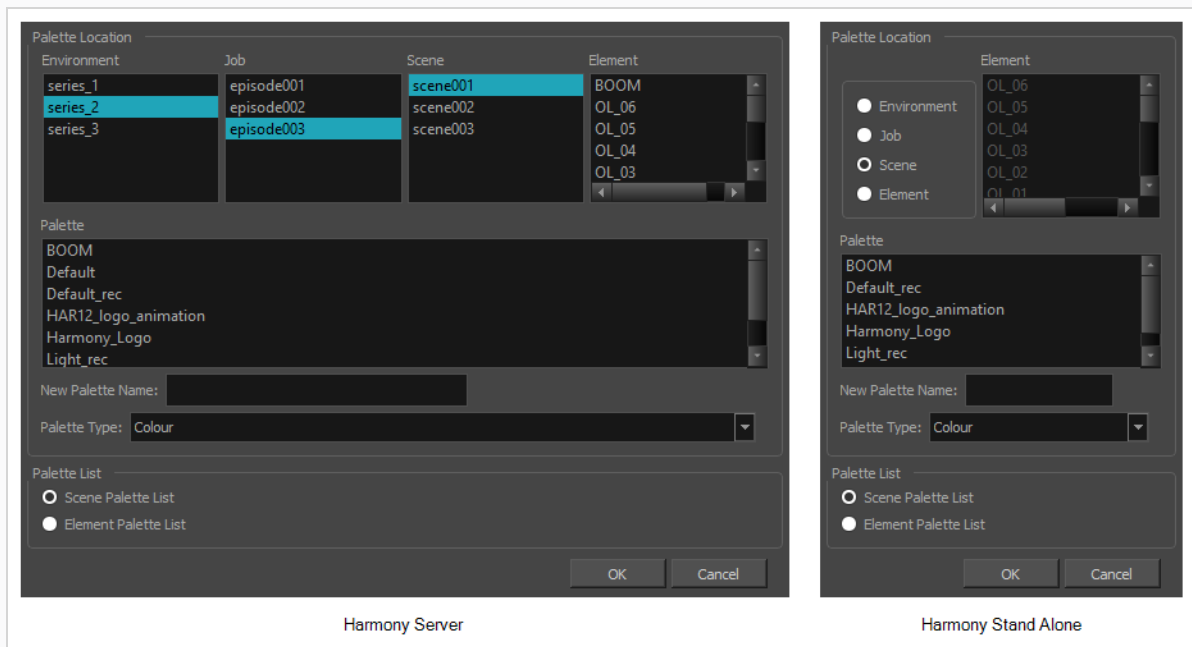 Palette Location
Environment
Job
Scene
Element
series_1
series_2
series_3
episode001
episode002
episode003
scene001
scene002
scene003
BOOM
OL_06
OL_05
OL_04
OL_03
Palette
BOOM
Default
Default_rec
HAR12_logo_animation
Harmony_Logo
Light_rec
New Palette Name:
Palette Type: Colour
Palette List
Scene Palette List
Element Palette List
OK
Cancel
Harmony Server
Palette Location
Element
Environment
Job
Scene
Element
OL_06
OL_05
OL_04
OL_03
OL_02
OL_01
Palette
BOOM
Default_rec
HAR12_logo_animation
Harmony_Logo
Light_rec
New Palette Name:
Palette Type: Colour
Palette List
Scene Palette List
Element Palette List
OK
Cancel
Harmony Stand Alone